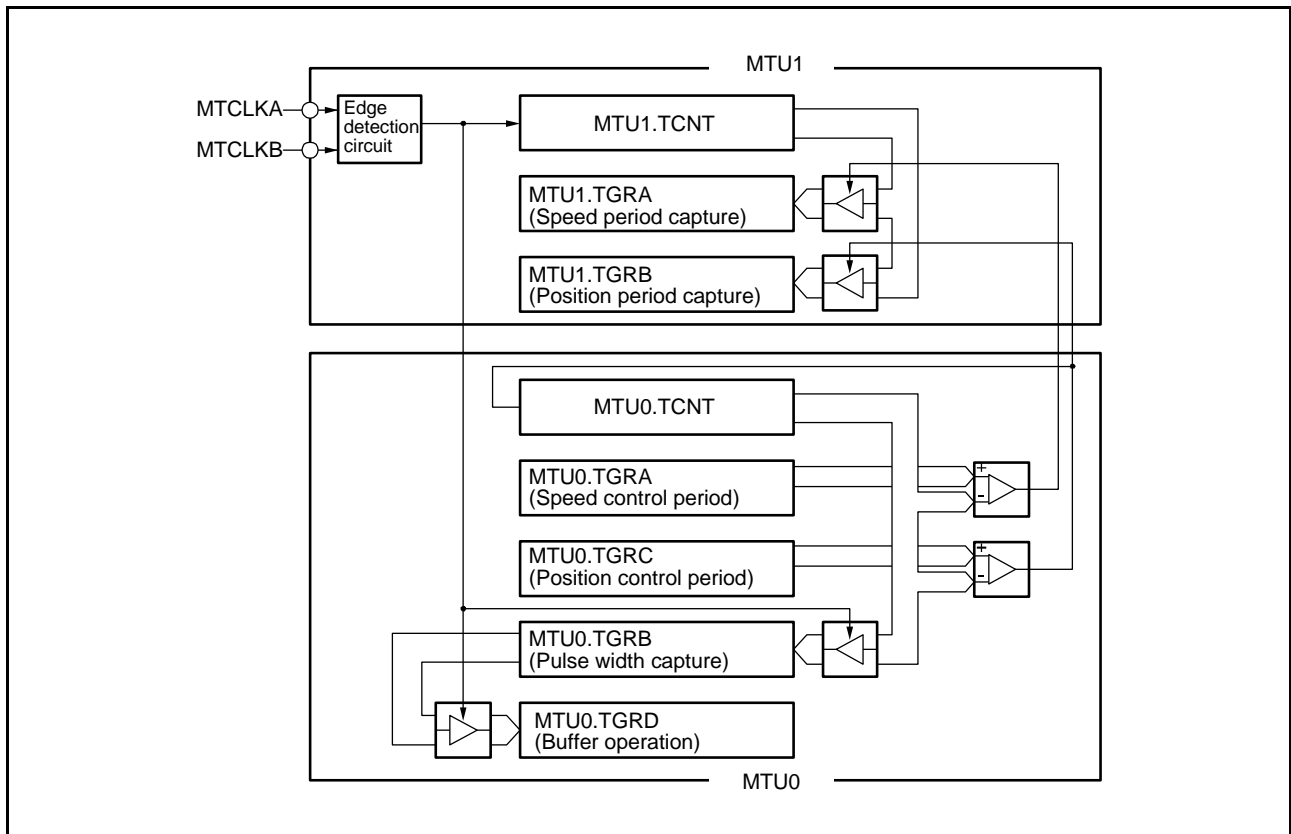 MTU1
MTCLKA
MTCLKB
Edge
detection
circuit
MTU1.TCNT
MTU1.TGRA
(Speed period capture)
MTU1.TGRB
(Position period capture)
MTU0.TCNT
MTU0.TGRA
(Speed control period)
+
-
MTU0.TGRC
(Position control period)
+
-
MTU0.TGRB
(Pulse width capture)
MTU0.TGRD
(Buffer operation)
MTU0